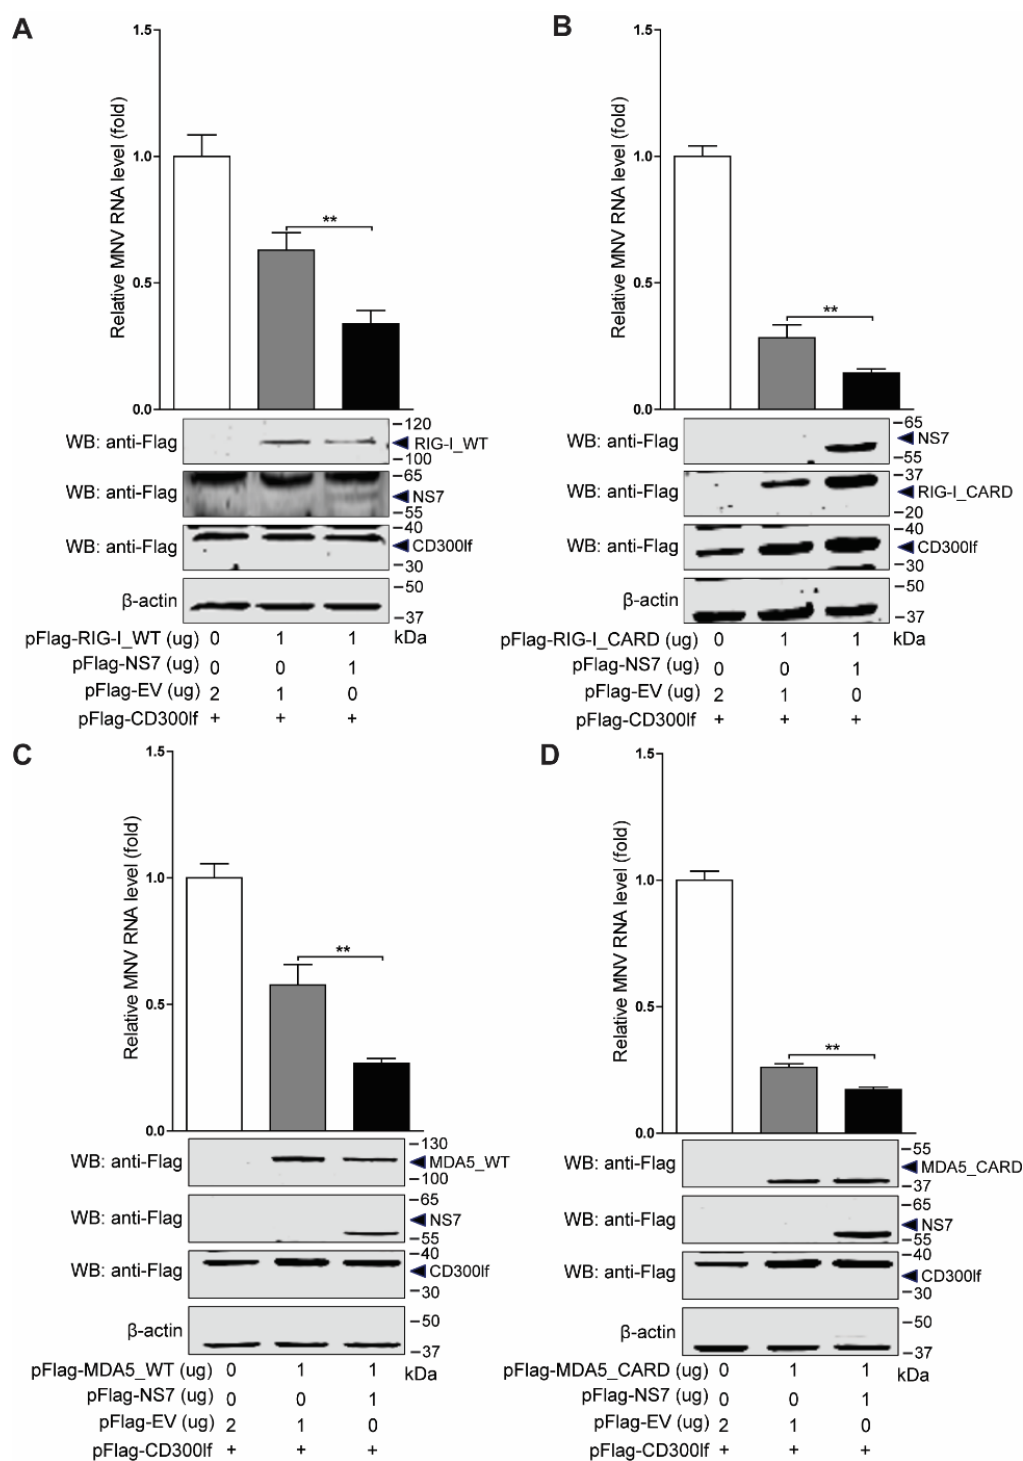 A
1.5
1.0
0.5
0.0
Relative MNV RNA level (fold)
**
WB: anti-Flag
120
RIG-I_WT
100
WB: anti-Flag
65
NS7
55
WB: anti-Flag
40
CD300lf
30
β-actin
50
37
pFlag-RIG-I_WT (ug) 0 1 1 kDa
pFlag-NS7 (ug) 0 0 1
pFlag-EV (ug) 2 1 0
pFlag-CD300lf + + +
B
1.5
1.0
0.5
0.0
Relative MNV RNA level (fold)
**
WB: anti-Flag
65
NS7
55
WB: anti-Flag
37
RIG-I_CARD
20
WB: anti-Flag
40
CD300lf
30
β-actin
50
37
pFlag-RIG-I_CARD (ug) 0 1 1 kDa
pFlag-NS7 (ug) 0 0 1
pFlag-EV (ug) 2 1 0
pFlag-CD300lf + + +
C
1.5
1.0
0.5
0.0
Relative MNV RNA level (fold)
**
WB: anti-Flag
130
MDA5_WT
100
WB: anti-Flag
65
NS7
55
WB: anti-Flag
40
CD300lf
30
β-actin
50
37
pFlag-MDA5_WT (ug) 0 1 1 kDa
pFlag-NS7 (ug) 0 0 1
pFlag-EV (ug) 2 1 0
pFlag-CD300lf + + +
D
1.5
1.0
0.5
0.0
Relative MNV RNA level (fold)
**
WB: anti-Flag
55
MDA5_CARD
37
WB: anti-Flag
65
NS7
55
WB: anti-Flag
40
CD300lf
30
β-actin
50
37
pFlag-MDA5_CARD (ug) 0 1 1 kDa
pFlag-NS7 (ug) 0 0 1
pFlag-EV (ug) 2 1 0
pFlag-CD300lf + + +